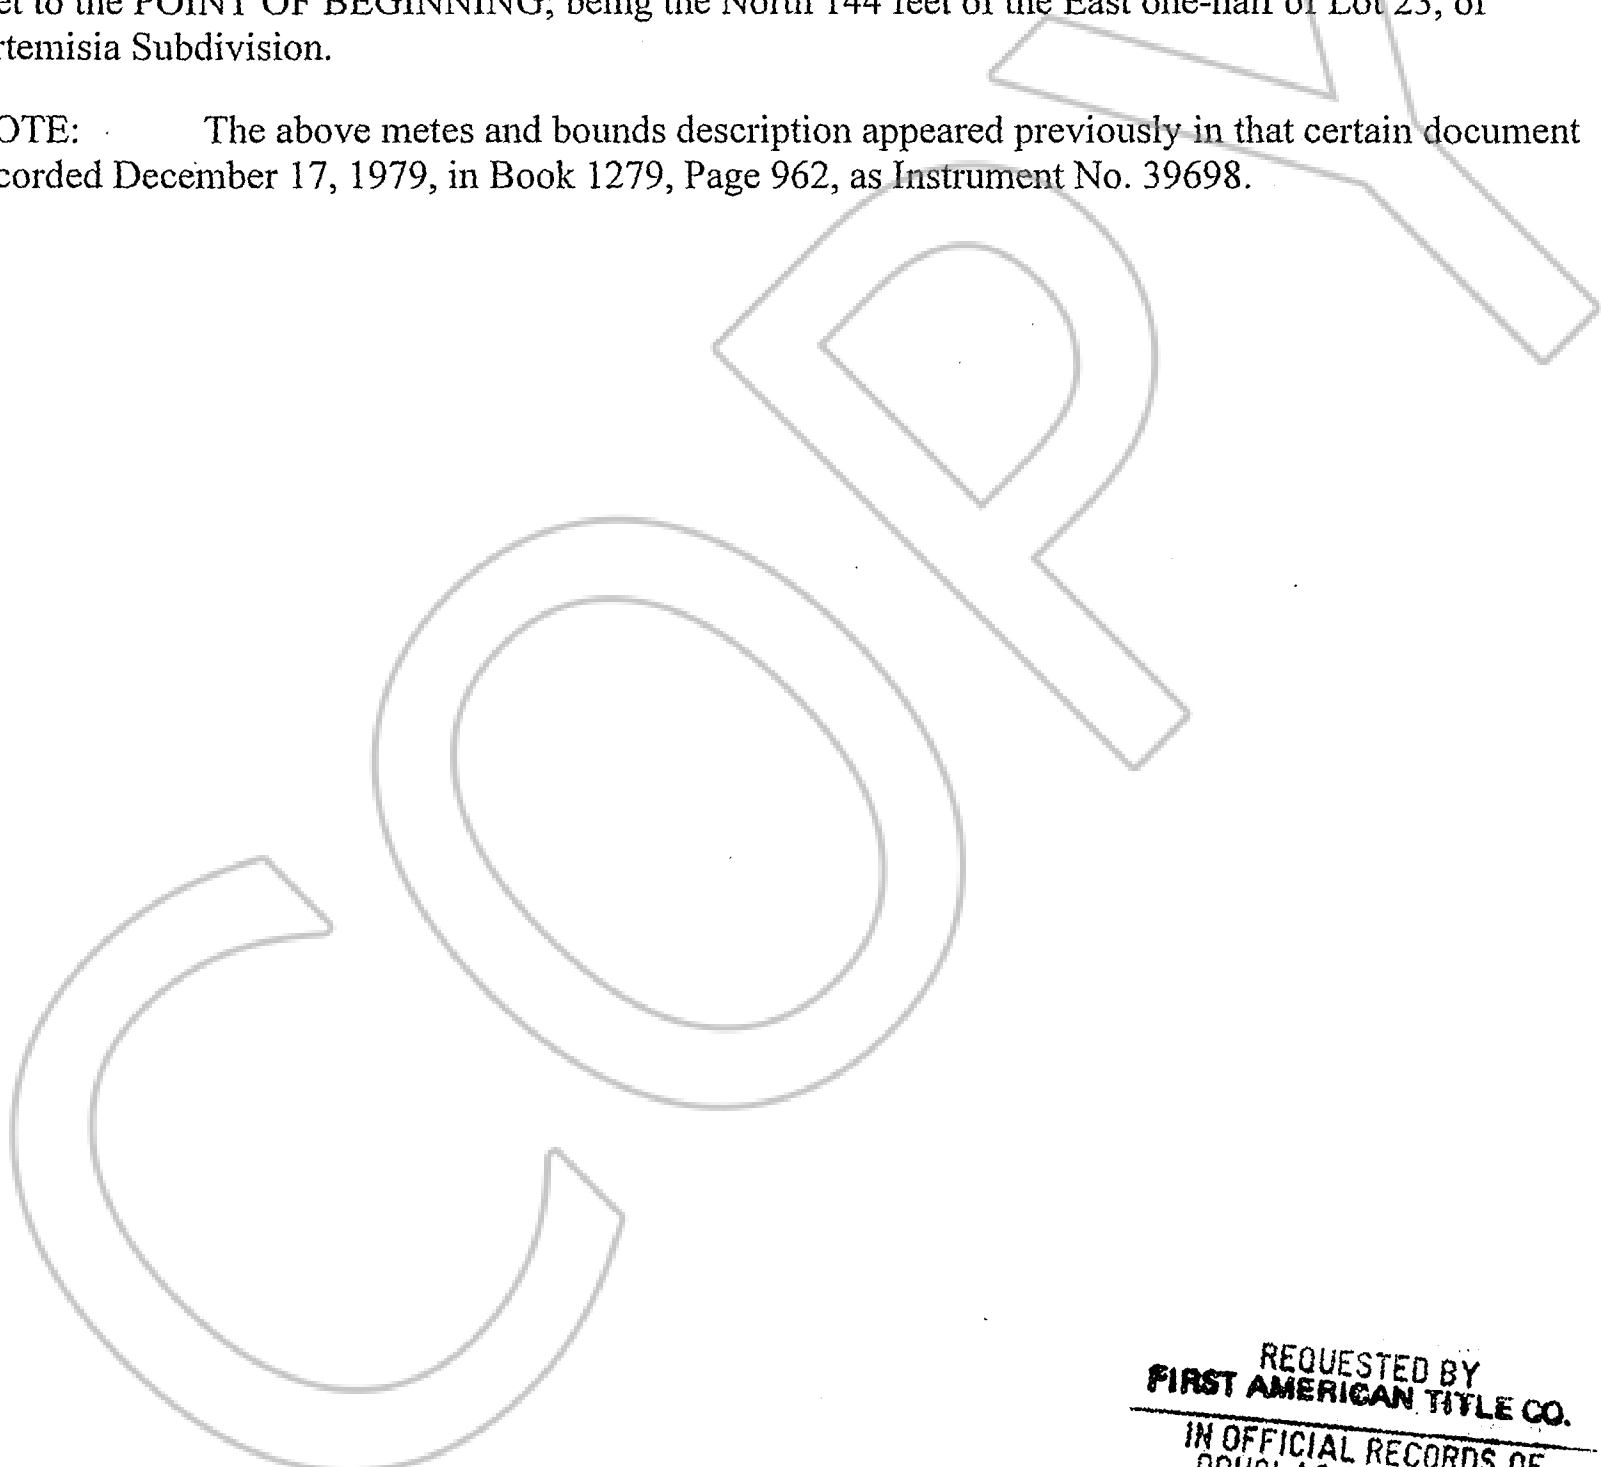 et to the POINT OF BEGINNING; being the North 144 feet of the East one-half of Lot 23, of
rtemisia Subdivision.
OTE: The above metes and bounds description appeared previously in that certain document
corded December 17, 1979, in Book 1279, Page 962, as Instrument No. 39698.
COPY
REQUESTED BY
FIRST AMERICAN TITLE CO.
IN OFFICIAL RECORDS OF